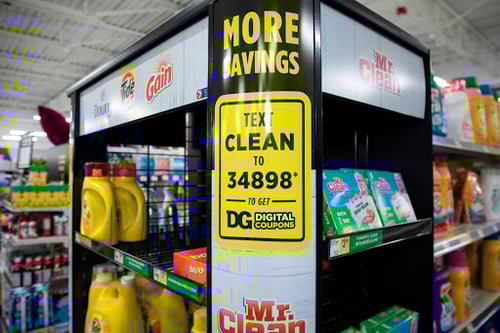 MORE
SAVINGS
Downy
Tide
Gain
Mr.
Clean
TEXT
CLEAN
TO
34898*
TO GET
DG DIGITAL
COUPONS
Mr.
Clean